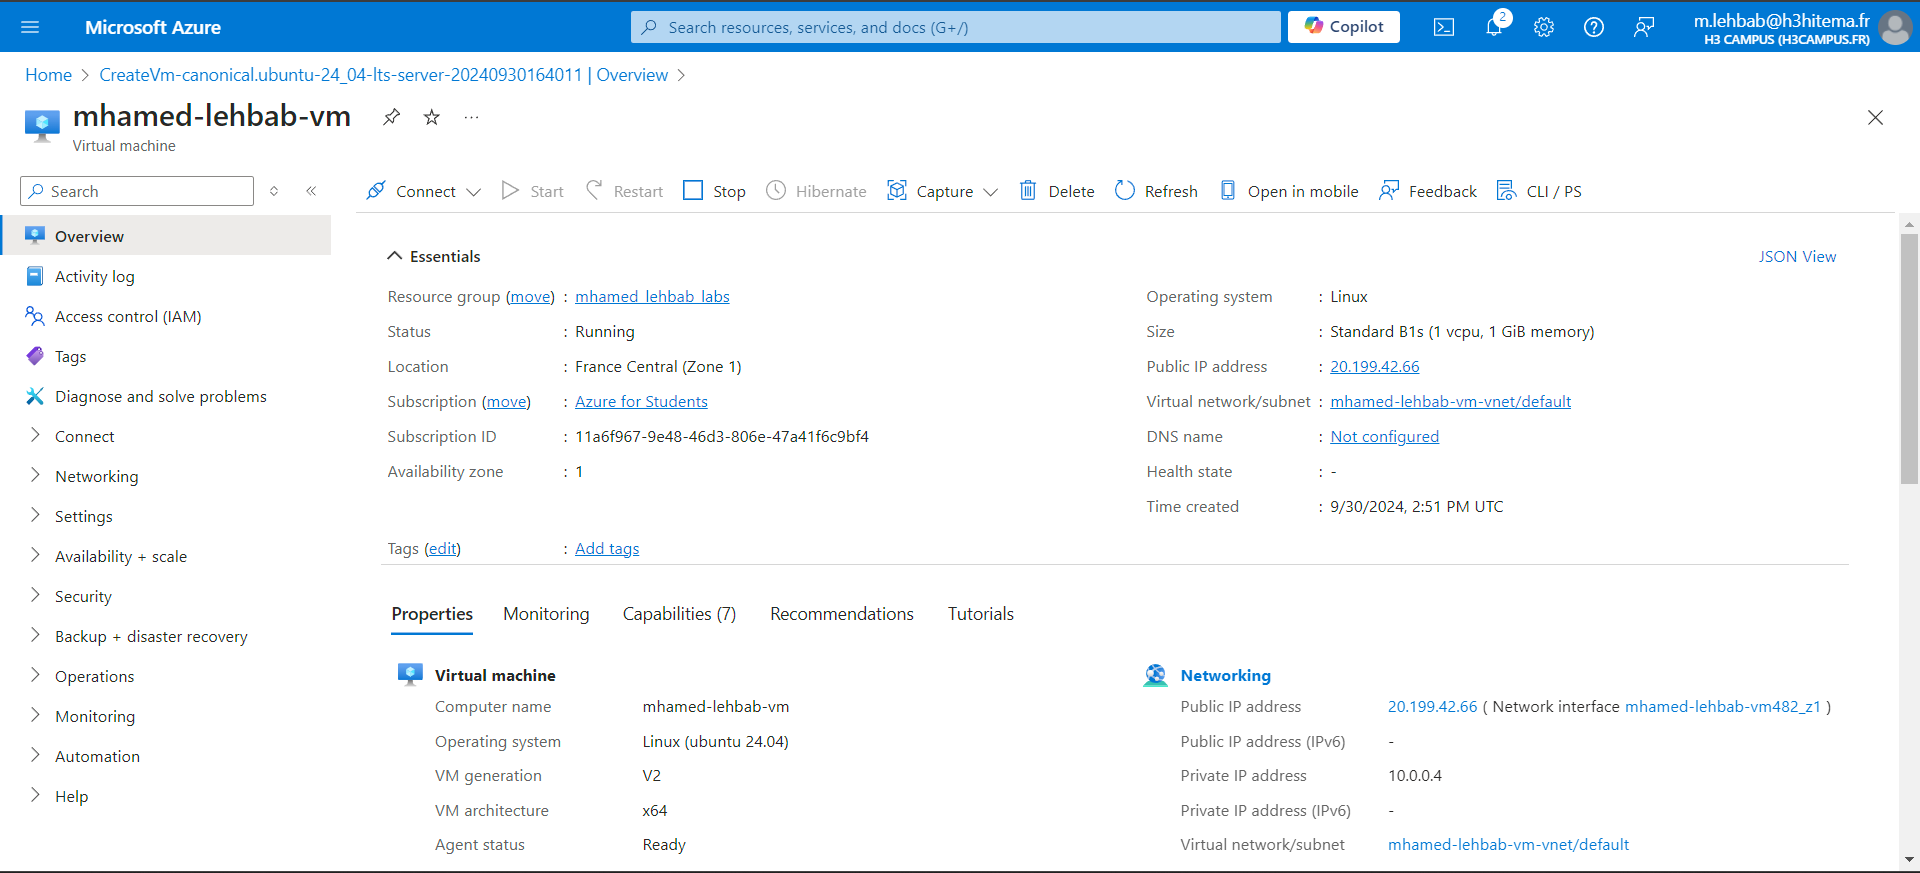 Microsoft Azure
Search resources, services, and docs (G+/)
Copilot
2
m.lehbab@h3hitema.fr
H3 CAMPUS (H3CAMPUS.FR)
Home > CreateVm-canonical.ubuntu-24_04-lts-server-20240930164011 | Overview >
mhamed-lehbab-vm
Virtual machine
Search
Connect Start Restart Stop Hibernate Capture Delete Refresh Open in mobile Feedback CLI / PS
Overview
Activity log
Access control (IAM)
Tags
Diagnose and solve problems
Connect
Networking
Settings
Availability + scale
Security
Backup + disaster recovery
Operations
Monitoring
Automation
Help
Essentials
JSON View
Resource group (move) : mhamed_lehbab_labs
Status : Running
Location : France Central (Zone 1)
Subscription (move) : Azure for Students
Subscription ID : 11a6f967-9e48-46d3-806e-47a41f6c9bf4
Availability zone : 1
Operating system : Linux
Size : Standard B1s (1 vcpu, 1 GiB memory)
Public IP address : 20.199.42.66
Virtual network/subnet : mhamed-lehbab-vm-vnet/default
DNS name : Not configured
Health state : -
Time created : 9/30/2024, 2:51 PM UTC
Tags (edit) : Add tags
Properties Monitoring Capabilities (7) Recommendations Tutorials
Virtual machine
Computer name mhamed-lehbab-vm
Operating system Linux (ubuntu 24.04)
VM generation V2
VM architecture x64
Agent status Ready
Networking
Public IP address 20.199.42.66 ( Network interface mhamed-lehbab-vm482_z1 )
Public IP address (IPv6) -
Private IP address 10.0.0.4
Private IP address (IPv6) -
Virtual network/subnet mhamed-lehbab-vm-vnet/default